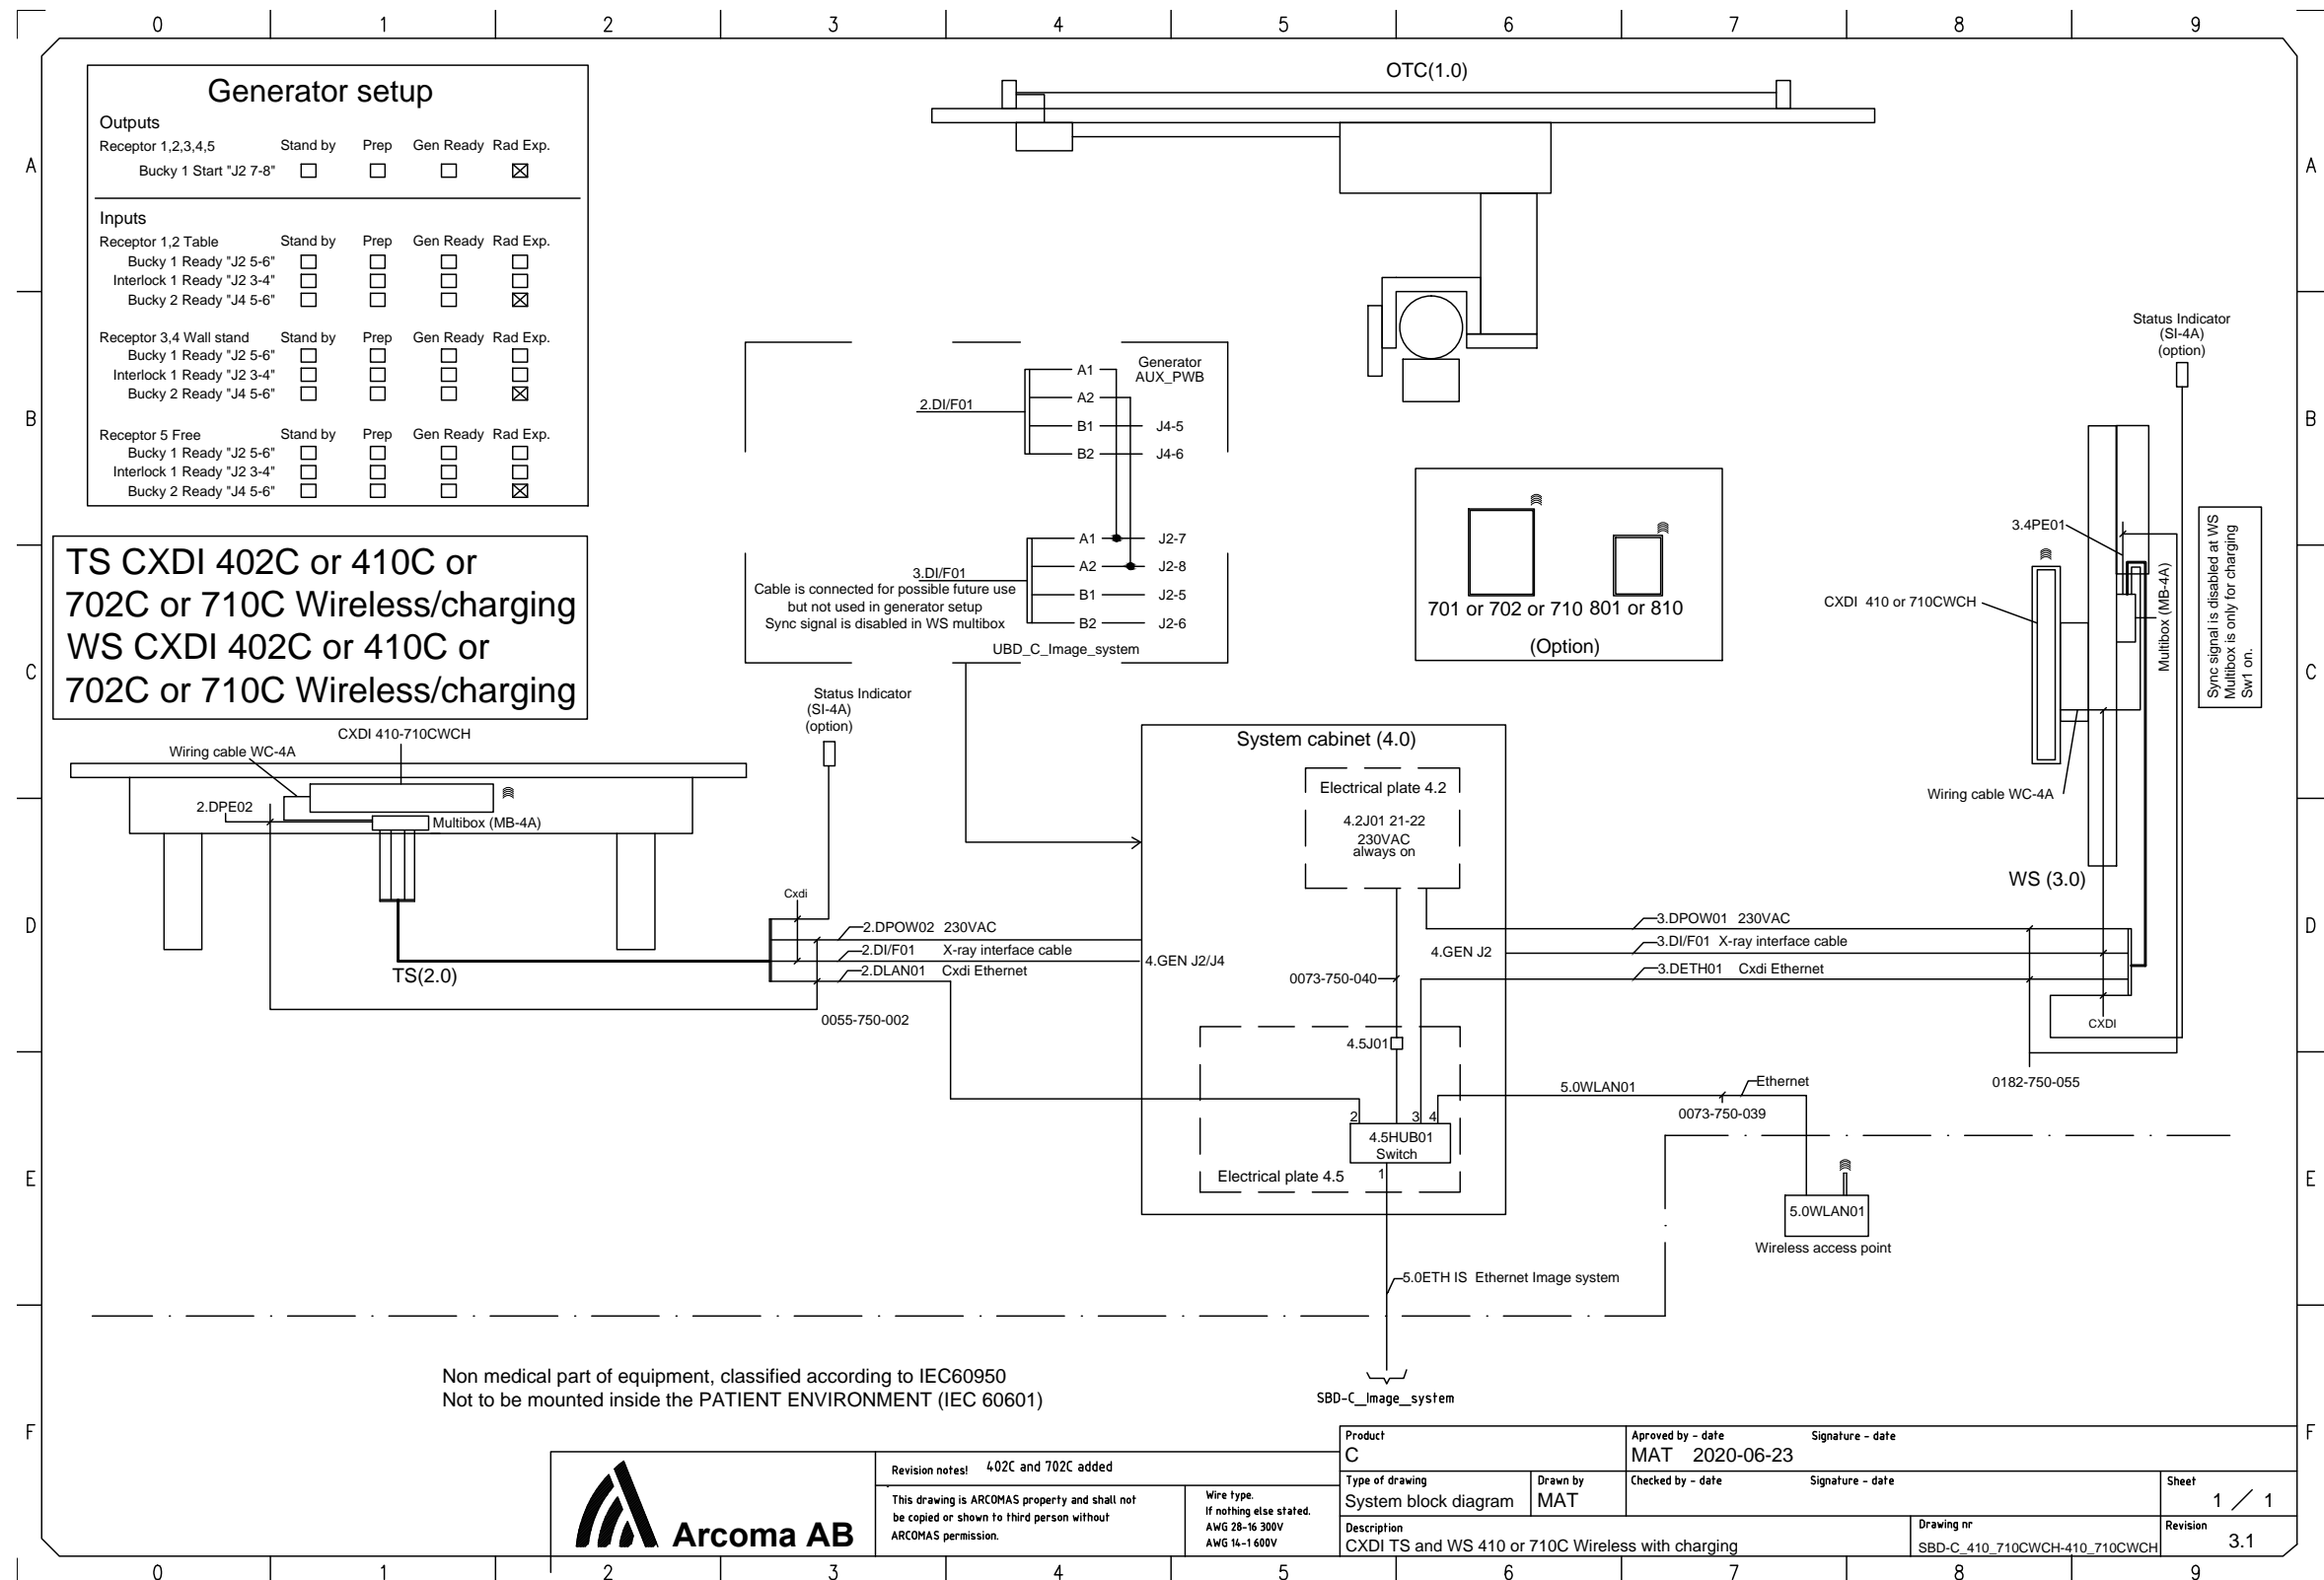 0 1 2 3 4 5 6 7 8 9
OTC(1.0)
Generator setup
Outputs
Receptor 1,2,3,4,5 Stand by Prep Gen Ready Rad Exp.
Bucky 1 Start "J2 7-8"
Inputs
Receptor 1,2 Table Stand by Prep Gen Ready Rad Exp.
Bucky 1 Ready "J2 5-6"
Interlock 1 Ready "J2 3-4"
Bucky 2 Ready "J4 5-6"
Receptor 3,4 Wall stand Stand by Prep Gen Ready Rad Exp.
Bucky 1 Ready "J2 5-6"
Interlock 1 Ready "J2 3-4"
Bucky 2 Ready "J4 5-6"
Receptor 5 Free Stand by Prep Gen Ready Rad Exp.
Bucky 1 Ready "J2 5-6"
Interlock 1 Ready "J2 3-4"
Bucky 2 Ready "J4 5-6"
A A
B B
C C
D D
E E
F F
TS CXDI 402C or 410C or
702C or 710C Wireless/charging
WS CXDI 402C or 410C or
702C or 710C Wireless/charging
Generator
AUX_PWB
2.DI/F01
A1
A2
B1 J4-5
B2 J4-6
3.DI/F01
A1 J2-7
A2 J2-8
B1 J2-5
B2 J2-6
Cable is connected for possible future use
but not used in generator setup
Sync signal is disabled in WS multibox
UBD_C_Image_system
701 or 702 or 710 801 or 810
(Option)
Status Indicator
(SI-4A)
(option)
3.4PE01
CXDI 410 or 710CWCH
Multibox (MB-4A)
Sync signal is disabled at WS
Multibox is only for charging
Sw1 on.
Wiring cable WC-4A
WS (3.0)
Status Indicator
(SI-4A)
(option)
CXDI 410-710CWCH
Wiring cable WC-4A
2.DPE02
Multibox (MB-4A)
TS(2.0)
Cxdi
2.DPOW02 230VAC
2.DI/F01 X-ray interface cable
2.DLAN01 Cxdi Ethernet
0055-750-002
4.GEN J2/J4
System cabinet (4.0)
Electrical plate 4.2
4.2J01 21-22
230VAC
always on
4.GEN J2
0073-750-040
4.5J01
2 3 4
4.5HUB01
Switch
1
Electrical plate 4.5
3.DPOW01 230VAC
3.DI/F01 X-ray interface cable
3.DETH01 Cxdi Ethernet
CXDI
0182-750-055
5.0WLAN01
Ethernet
0073-750-039
5.0WLAN01
Wireless access point
5.0ETH IS Ethernet Image system
SBD-C_Image_system
Non medical part of equipment, classified according to IEC60950
Not to be mounted inside the PATIENT ENVIRONMENT (IEC 60601)
Arcoma AB
Revision notes! 402C and 702C added
This drawing is ARCOMAS property and shall not
be copied or shown to third person without
ARCOMAS permission.
Wire type.
If nothing else stated.
AWG 28-16 300V
AWG 14-1 600V
Product
C
Aproved by - date Signature - date
MAT 2020-06-23
Type of drawing
System block diagram
Drawn by
MAT
Checked by - date Signature - date
Sheet
1 / 1
Description
CXDI TS and WS 410 or 710C Wireless with charging
Drawing nr
SBD-C_410_710CWCH-410_710CWCH
Revision
3.1
0 1 2 3 4 5 6 7 8 9